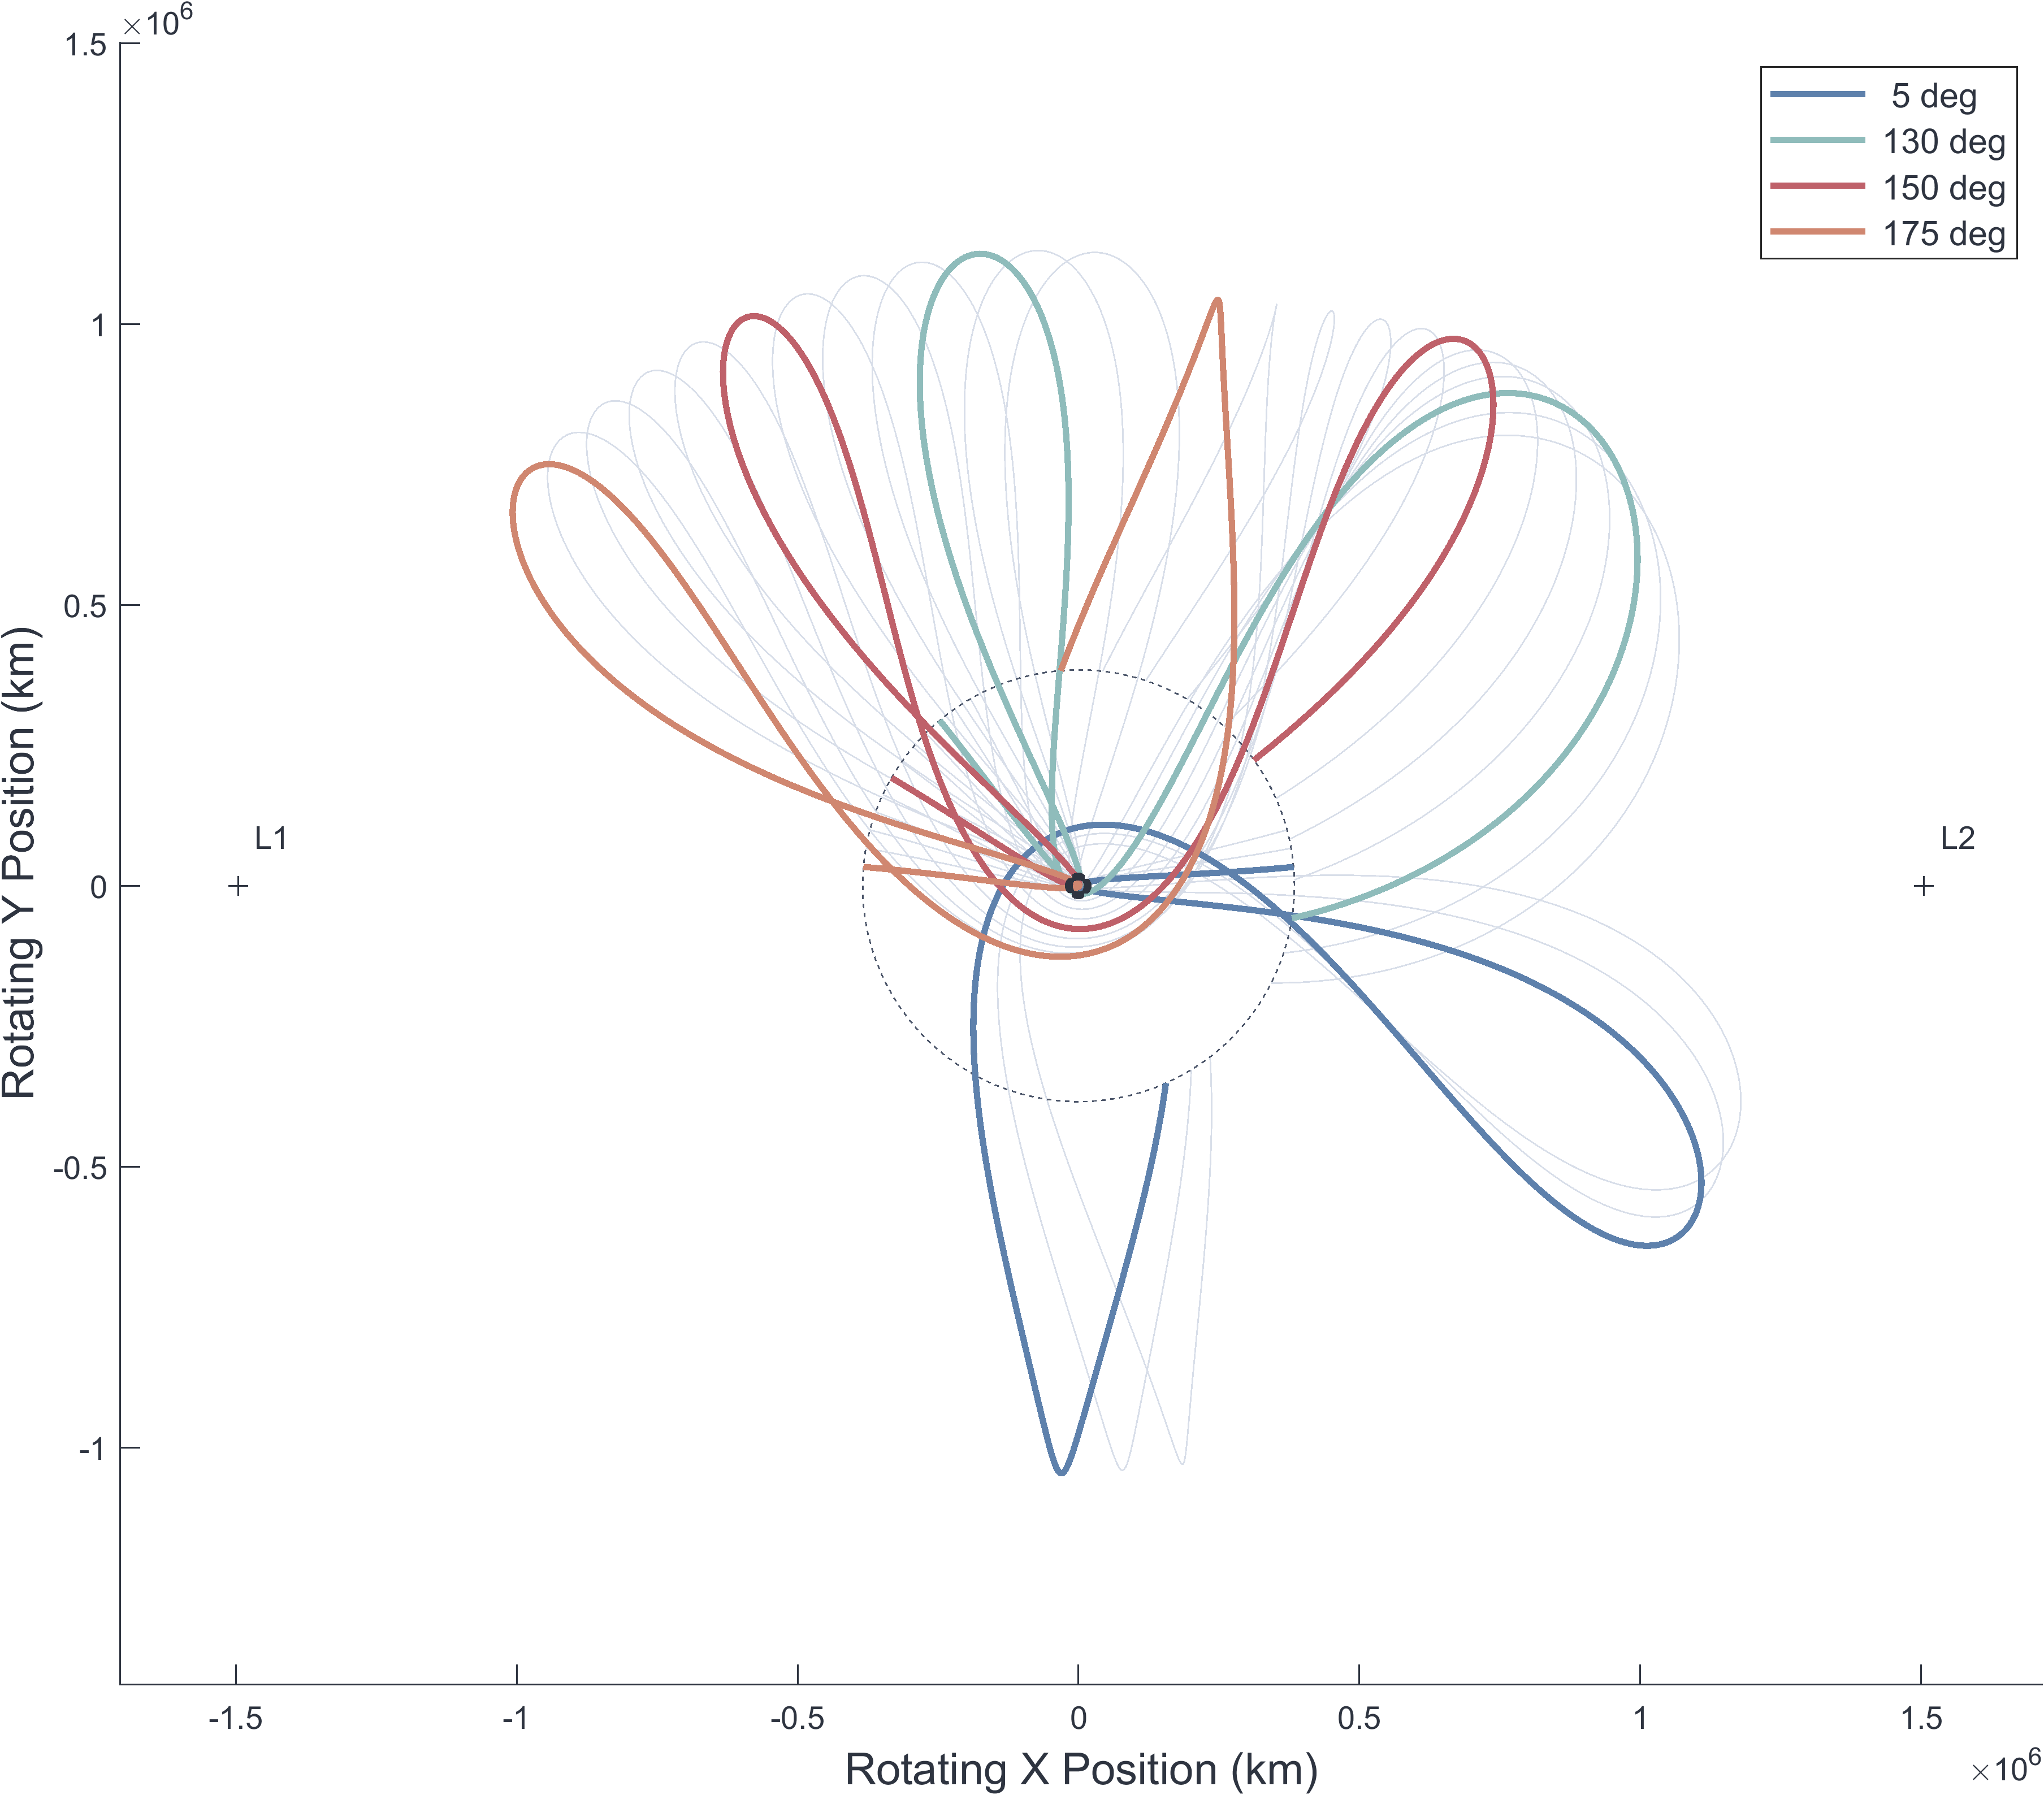 ×10⁶
1.5
1
0.5
0
-0.5
-1
Rotating Y Position (km)
5 deg
130 deg
150 deg
175 deg
L1
L2
-1.5
-1
-0.5
0
0.5
1
1.5
Rotating X Position (km)
×10⁶